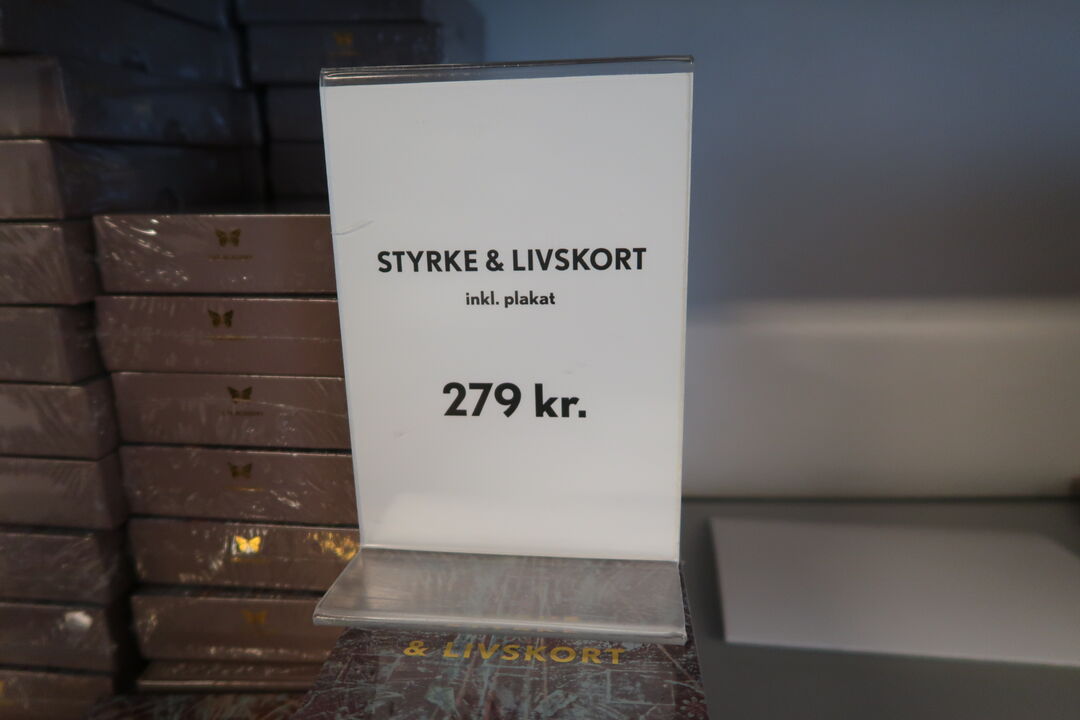 STYRKE & LIVSKORT
inkl. plakat
279 kr.
& LIVSKORT